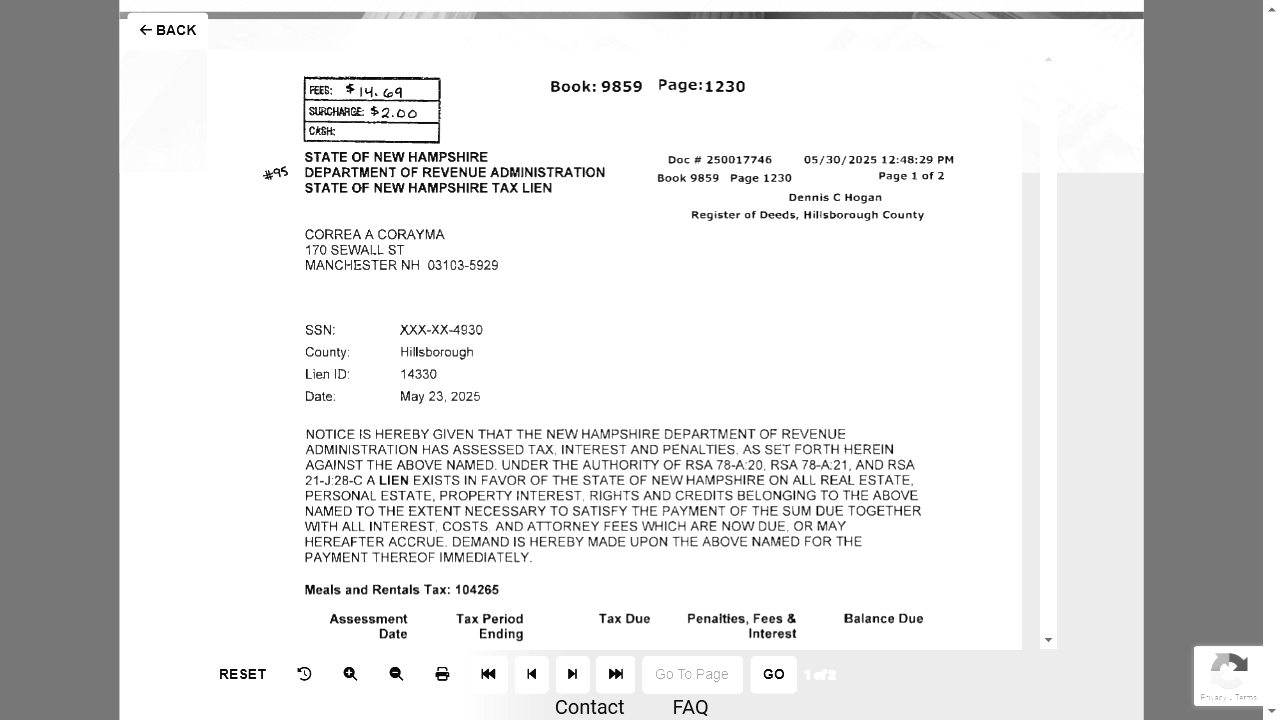 BACK
FEES: $14.69
SURCHARGE: $2.00
CASH:
Book: 9859 Page:1230
#95
STATE OF NEW HAMPSHIRE
DEPARTMENT OF REVENUE ADMINISTRATION
STATE OF NEW HAMPSHIRE TAX LIEN
Doc # 250017746 05/30/2025 12:48:29 PM
Book 9859 Page 1230 Page 1 of 2
Dennis C Hogan
Register of Deeds, Hillsborough County
CORREA A CORAYMA
170 SEWALL ST
MANCHESTER NH 03103-5929
SSN: XXX-XX-4930
County: Hillsborough
Lien ID: 14330
Date: May 23, 2025
NOTICE IS HEREBY GIVEN THAT THE NEW HAMPSHIRE DEPARTMENT OF REVENUE
ADMINISTRATION HAS ASSESSED TAX, INTEREST AND PENALTIES. AS SET FORTH HEREIN
AGAINST THE ABOVE NAMED. UNDER THE AUTHORITY OF RSA 78-A:20, RSA 78-A:21, AND RSA
21-J:28-C A LIEN EXISTS IN FAVOR OF THE STATE OF NEW HAMPSHIRE ON ALL REAL ESTATE,
PERSONAL ESTATE, PROPERTY INTEREST, RIGHTS AND CREDITS BELONGING TO THE ABOVE
NAMED TO THE EXTENT NECESSARY TO SATISFY THE PAYMENT OF THE SUM DUE TOGETHER
WITH ALL INTEREST, COSTS, AND ATTORNEY FEES WHICH ARE NOW DUE, OR MAY
HEREAFTER ACCRUE. DEMAND IS HEREBY MADE UPON THE ABOVE NAMED FOR THE
PAYMENT THEREOF IMMEDIATELY.
Meals and Rentals Tax: 104265
Assessment Tax Period Tax Due Penalties, Fees & Balance Due
Date Ending Interest
RESET Go To Page GO 1 of 2
Privacy - Terms
Contact FAQ